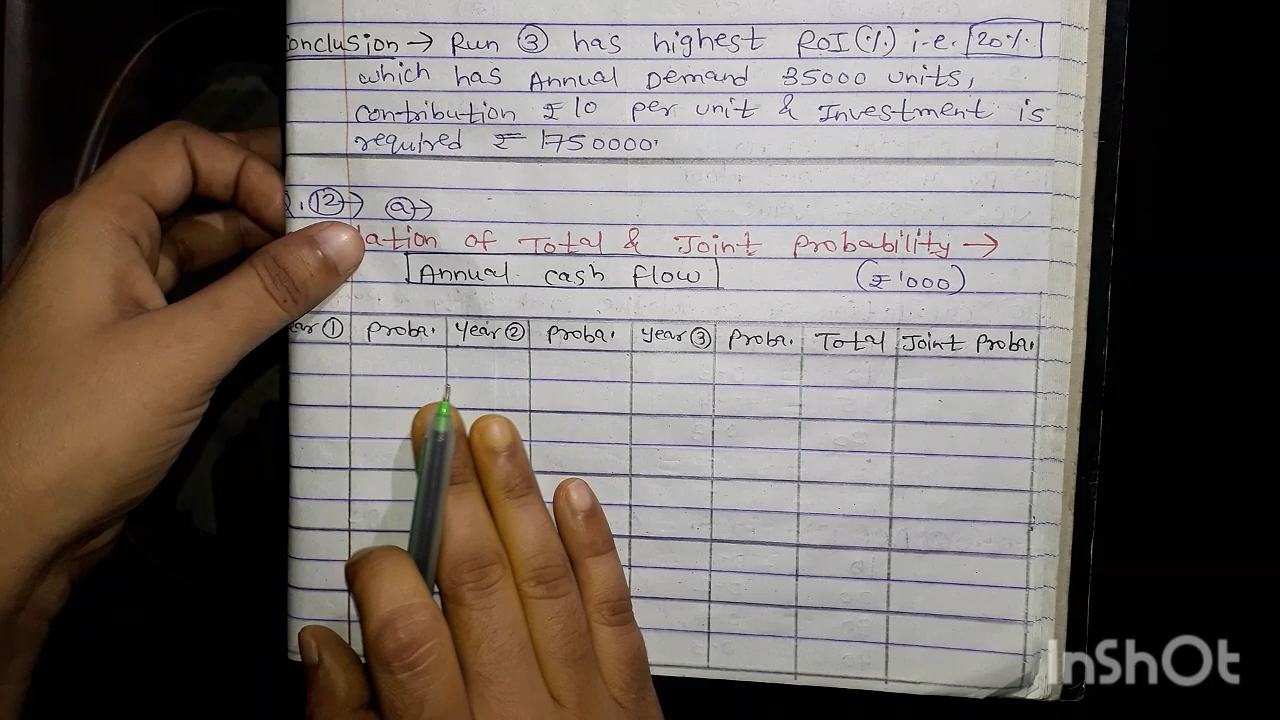 onclusion → Run ③ has highest ROI (%) i.e. 20%
which has Annual Demand 35000 units,
contribution ₹10 per unit & Investment is
required ₹ 1750000.
⑫→ ⓐ→
lation of Total & Joint Probability →
Annual cash flow (₹'000)
ear ① Proba. Year ② Proba. Year ③ Proba. Total Joint Proba.
InShOt